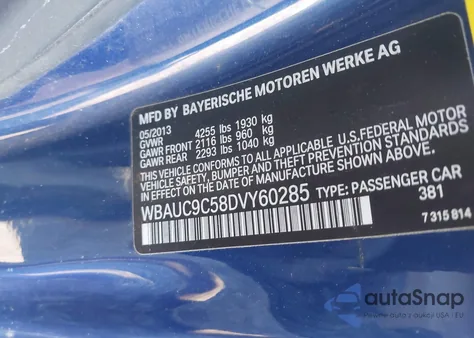 MFD BY BAYERISCHE MOTOREN WERKE AG
05/2013
GVWR 4255 lbs 1930 kg
GAWR FRONT 2116 lbs 960 kg
GAWR REAR 2293 lbs 1040 kg
THIS VEHICLE CONFORMS TO ALL APPLICABLE U.S.FEDERAL MOTOR
VEHICLE SAFETY, BUMPER, AND THEFT PREVENTION STANDARDS
IN EFFECT ON THE DATE OF MANUFACTURE SHOWN ABOVE.
WBAUC9C58DVY60285 TYPE: PASSENGER CAR
381
7 315 814
autoSnap